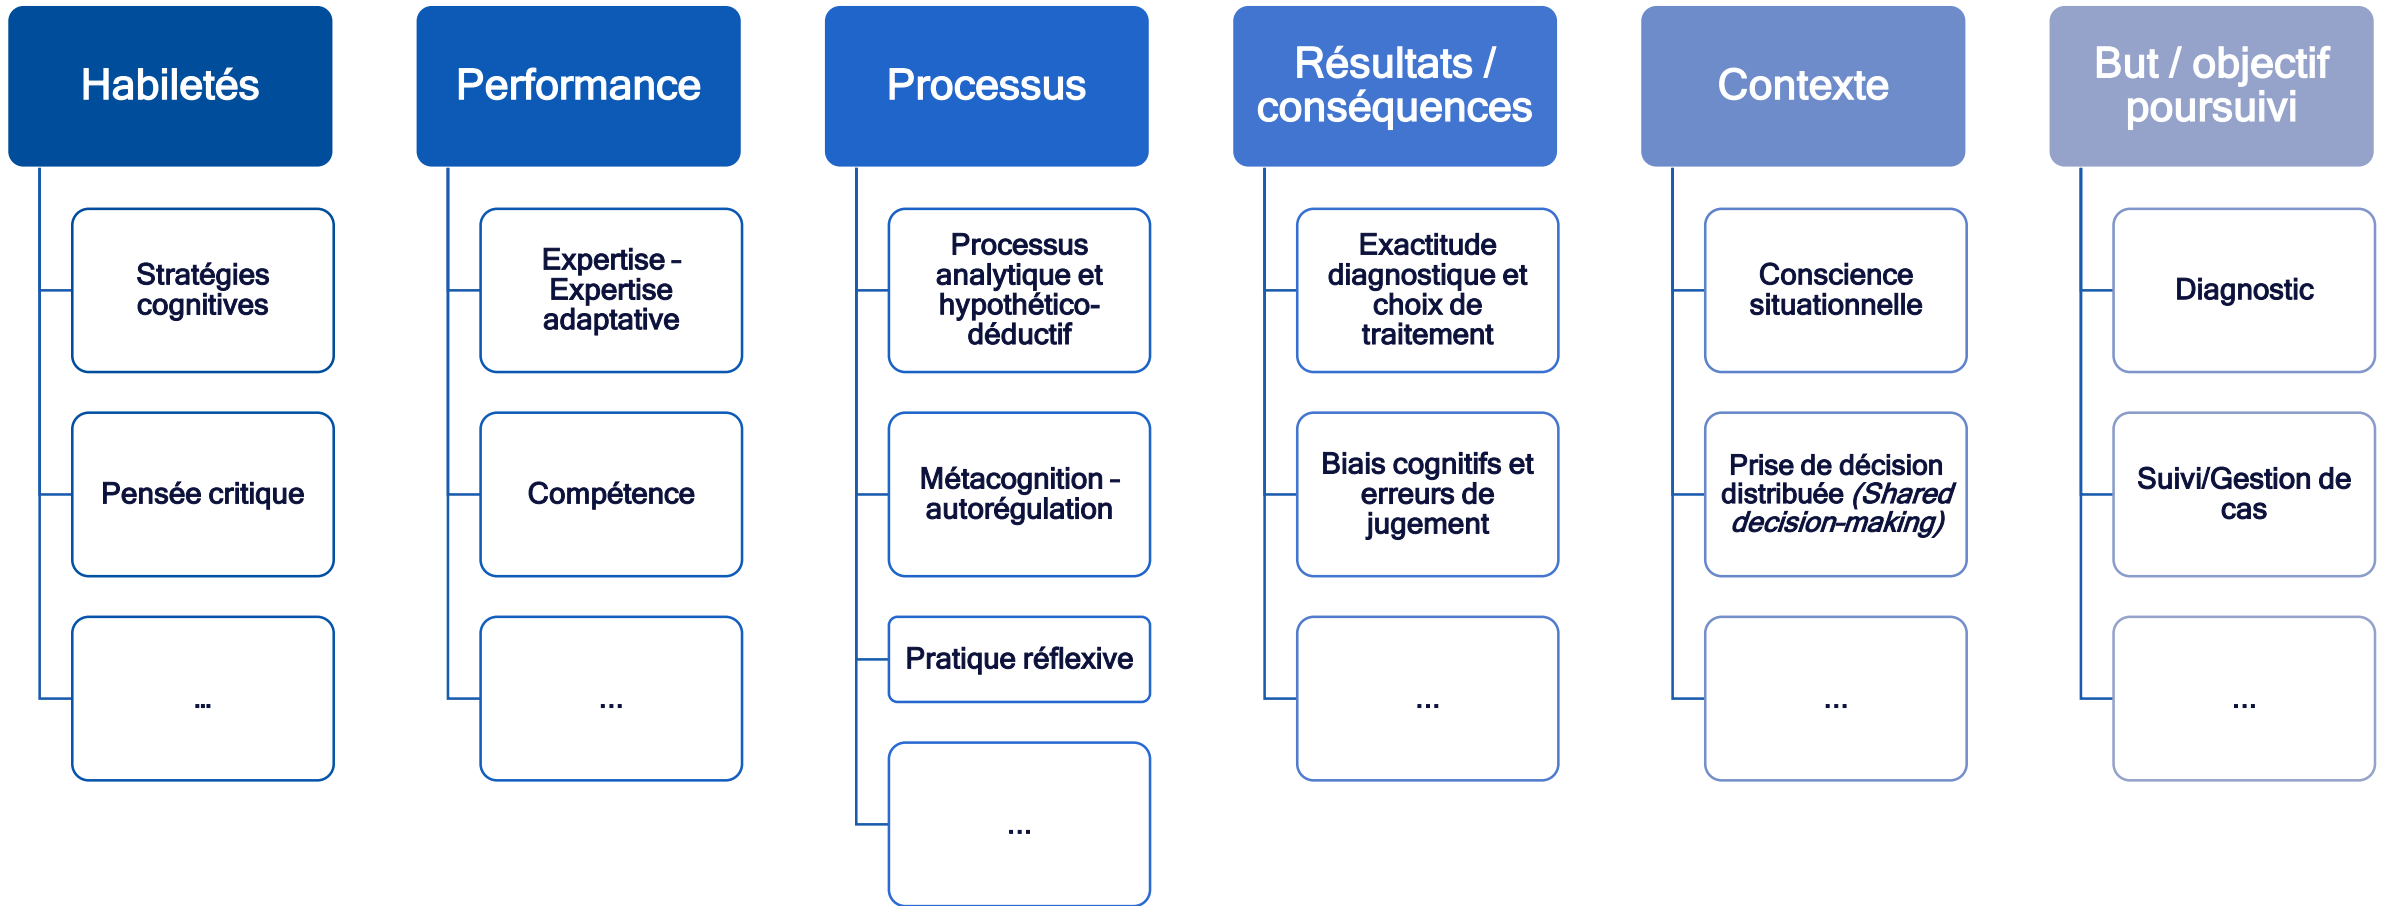 Habiletés
Stratégies
cognitives
Pensée critique
...
Performance
Expertise –
Expertise
adaptative
Compétence
...
Processus
Processus
analytique et
hypothético-
déductif
Métacognition –
autorégulation
Pratique réflexive
...
Résultats /
conséquences
Exactitude
diagnostique et
choix de
traitement
Biais cognitifs et
erreurs de
jugement
...
Contexte
Conscience
situationnelle
Prise de décision
distribuée (Shared
decision-making)
...
But / objectif
poursuivi
Diagnostic
Suivi/Gestion de
cas
...